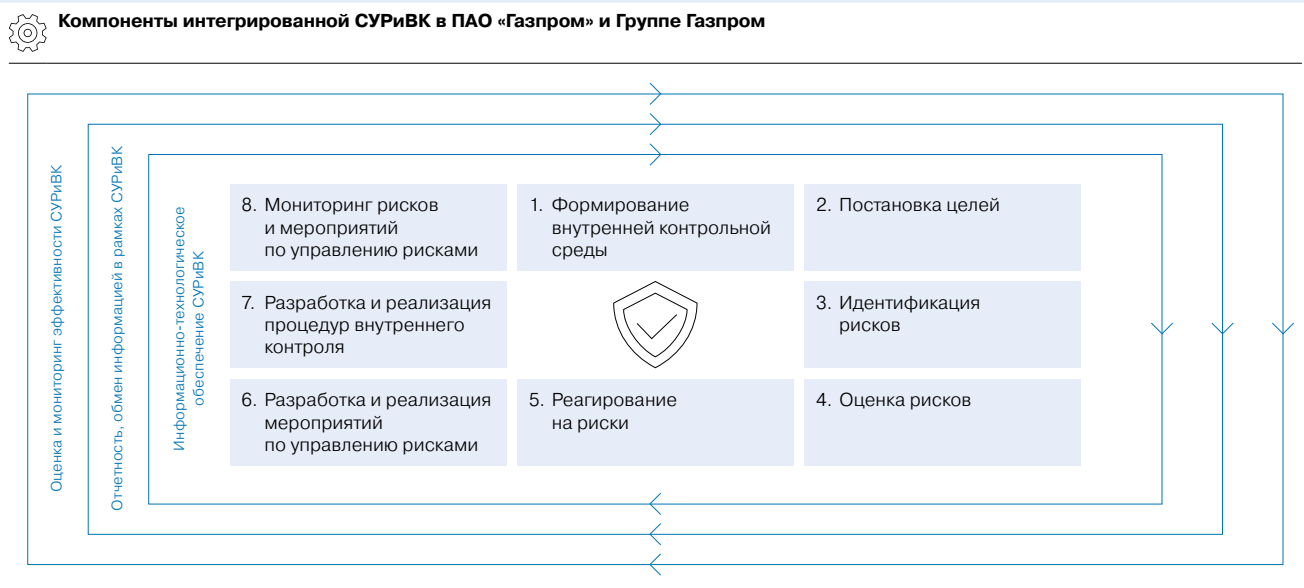 Компоненты интегрированной СУРиВК в ПАО «Газпром» и Группе Газпром
Оценка и мониторинг эффективности СУРиВК
Отчетность, обмен информацией в рамках СУРиВК
Информационно-технологическое
обеспечение СУРиВК
8. Мониторинг рисков
и мероприятий
по управлению рисками
1. Формирование
внутренней контрольной
среды
2. Постановка целей
7. Разработка и реализация
процедур внутреннего
контроля
3. Идентификация
рисков
6. Разработка и реализация
мероприятий
по управлению рисками
5. Реагирование
на риски
4. Оценка рисков